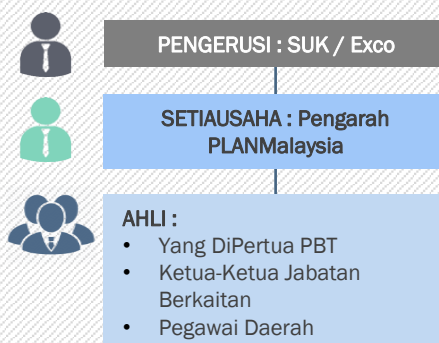 PENGERUSI : SUK / Exco
SETIAUSAHA : Pengarah
PLANMalaysia
AHLI :
• Yang DiPertua PBT
• Ketua-Ketua Jabatan
Berkaitan
• Pegawai Daerah